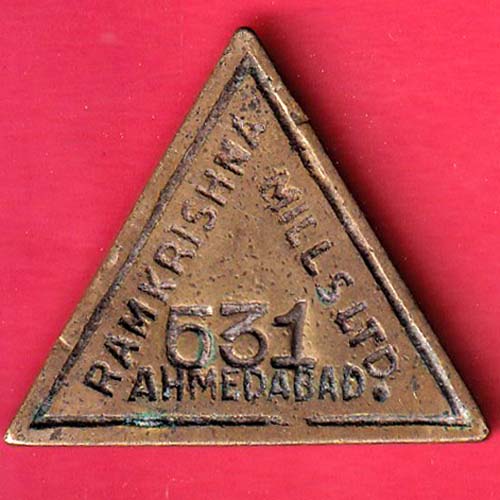 RAMKRISHNA
MILLS LTD.
531
AHMEDABAD.